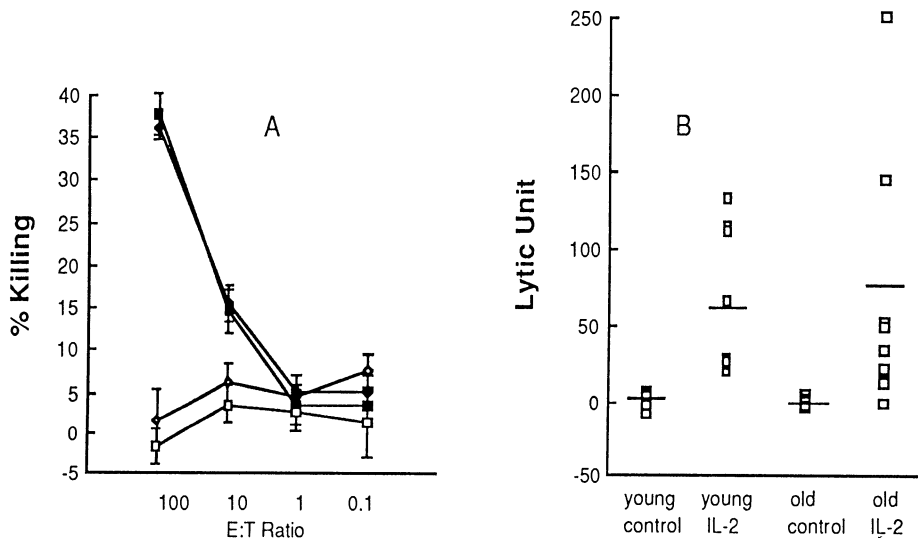 A
% Killing
40
35
30
25
20
15
10
5
0
-5
100 10 1 0.1
E:T Ratio
B
Lytic Unit
250
200
150
100
50
0
-50
young control
young IL-2
old control
old IL-2